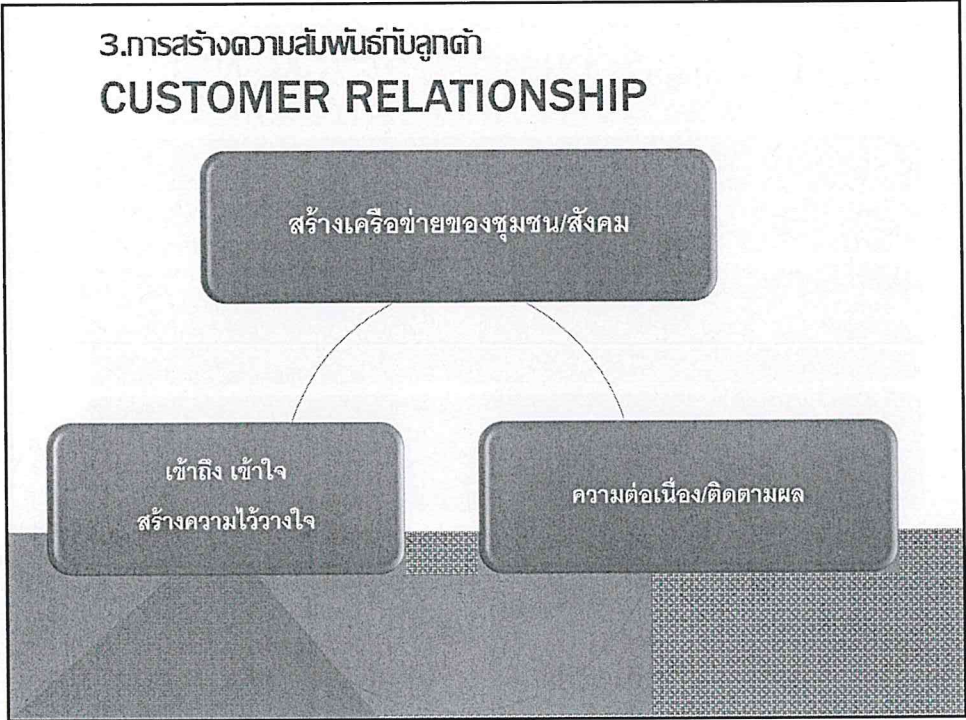 3.การสร้างความสัมพันธ์กับลูกค้า
CUSTOMER RELATIONSHIP
สร้างเครือข่ายของชุมชน/สังคม
เข้าถึง เข้าใจ
สร้างความไว้วางใจ
ความต่อเนื่อง/ติดตามผล